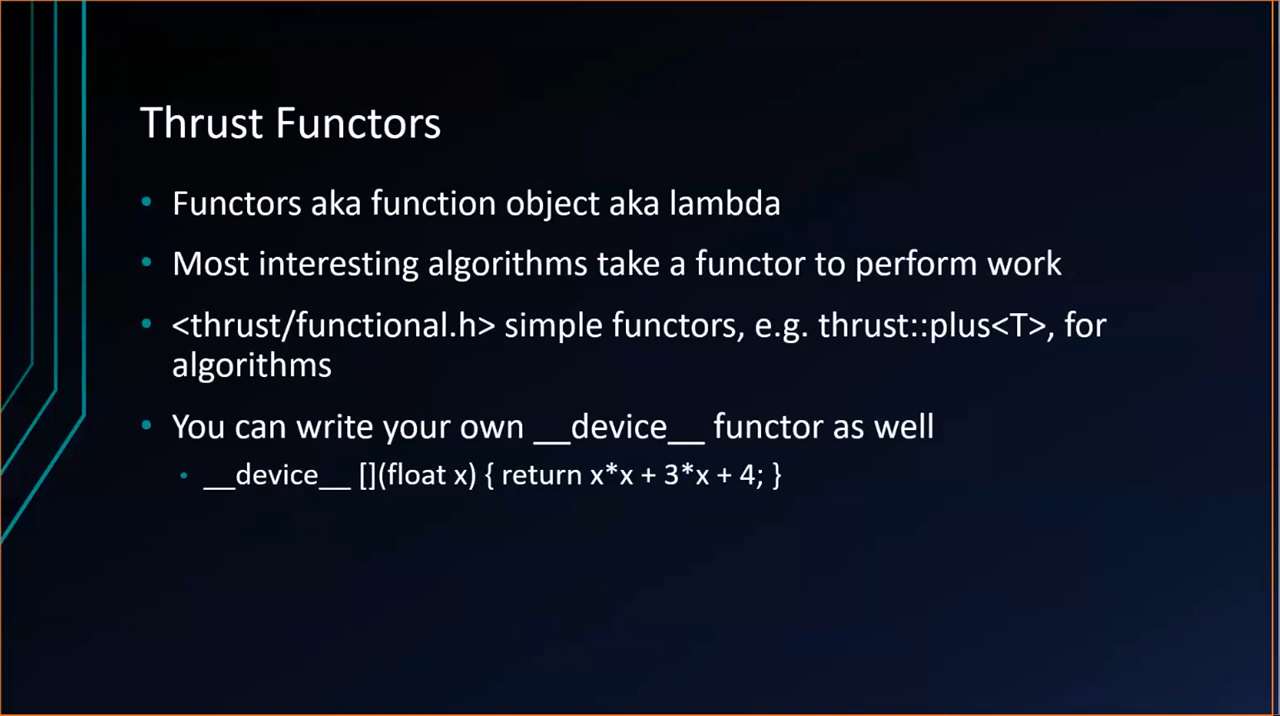 Thrust Functors
• Functors aka function object aka lambda
• Most interesting algorithms take a functor to perform work
• <thrust/functional.h> simple functors, e.g. thrust::plus<T>, for
algorithms
• You can write your own __device__ functor as well
• __device__ [](float x) { return x*x + 3*x + 4; }